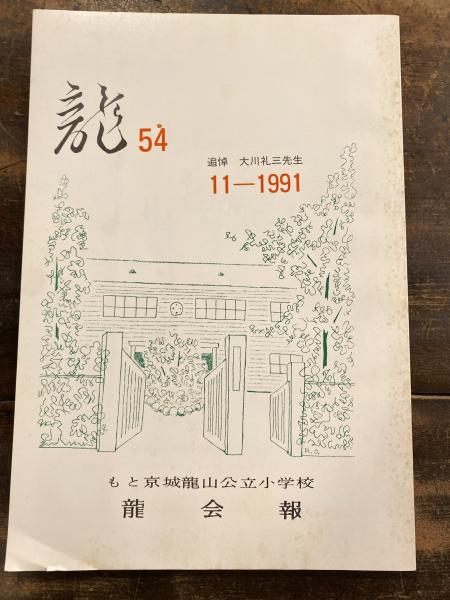 龍 54
追悼 大川礼三先生
11—1991
もと京城龍山公立小学校
龍会報